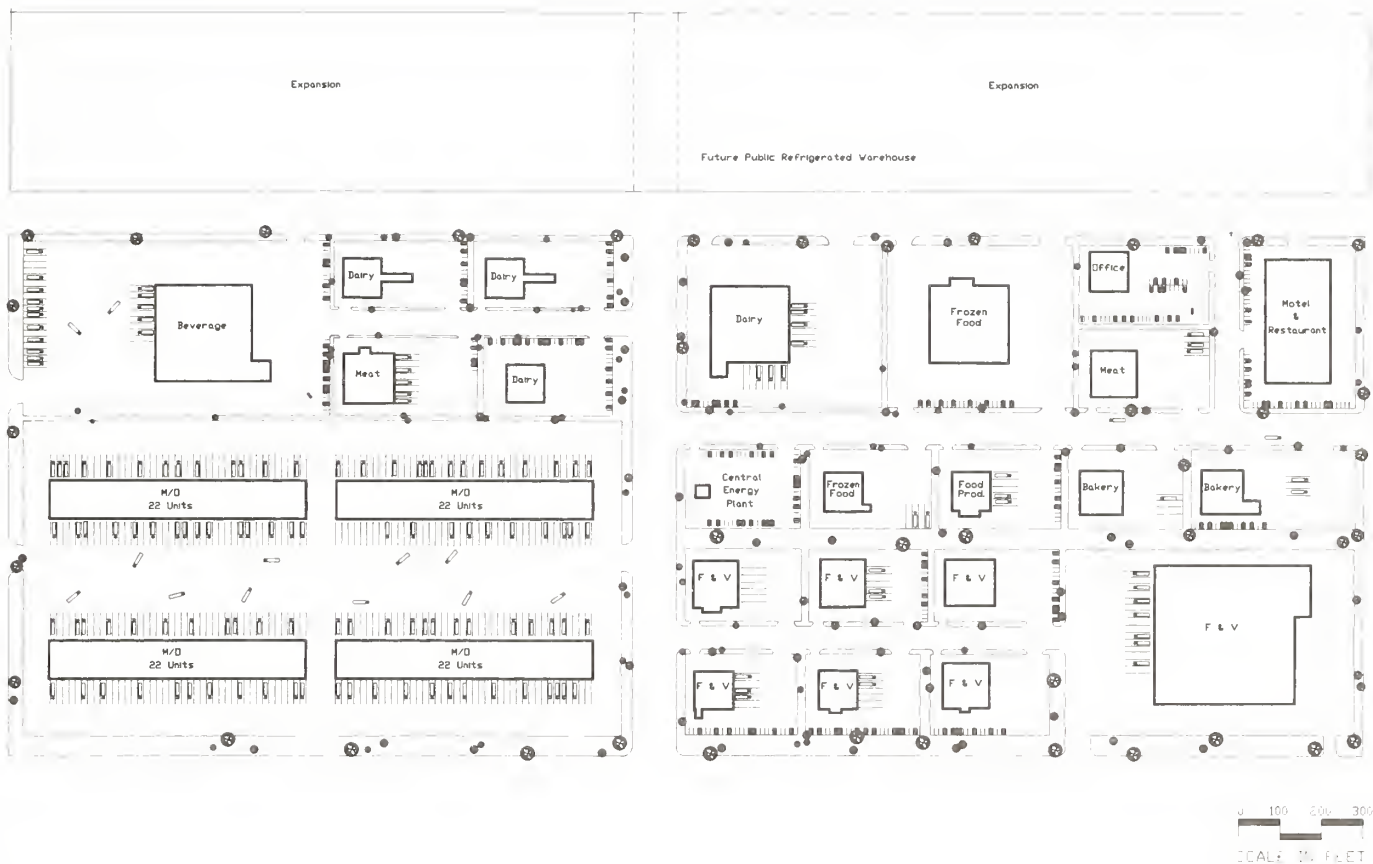 Expansion
Expansion
Future Public Refrigerated Warehouse
Dairy
Dairy
Beverage
Meat
Dairy
Dairy
Frozen
Food
Office
Meat
Motel
&
Restaurant
M/D
22 Units
M/D
22 Units
Central
Energy
Plant
Frozen
Food
Food
Prod.
Bakery
Bakery
F & V
F & V
F & V
F & V
M/D
22 Units
M/D
22 Units
F & V
F & V
F & V
0 100 200 300
SCALE IN FEET